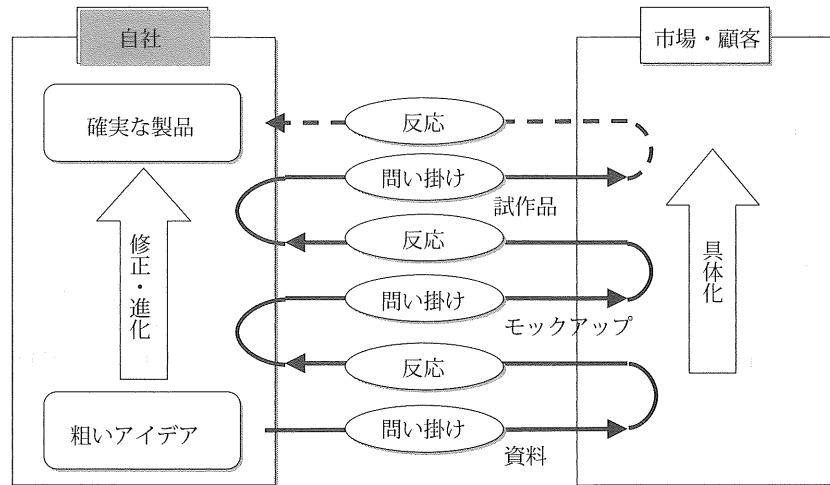 自社
市場・顧客
確実な製品
反応
問い掛け
試作品
反応
修正・進化
具体化
問い掛け
モックアップ
反応
粗いアイデア
問い掛け
資料